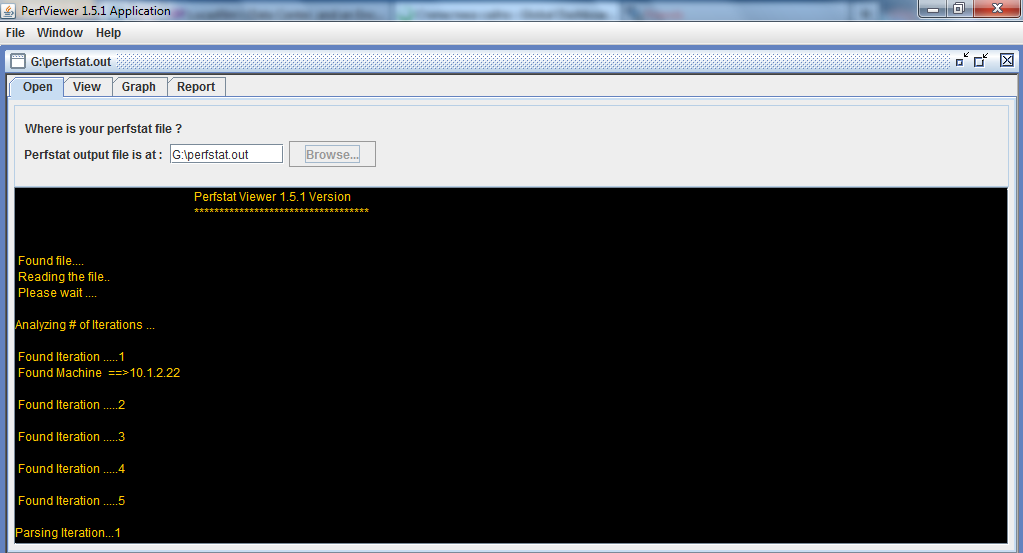 PerfViewer 1.5.1 Application
File Window Help
G:\perfstat.out
Open View Graph Report
Where is your perfstat file ?
Perfstat output file is at : G:\perfstat.out Browse...
Perfstat Viewer 1.5.1 Version
***********************************
Found file....
Reading the file..
Please wait ....
Analyzing # of Iterations ...
Found Iteration .....1
Found Machine ==>10.1.2.22
Found Iteration .....2
Found Iteration .....3
Found Iteration .....4
Found Iteration .....5
Parsing Iteration...1